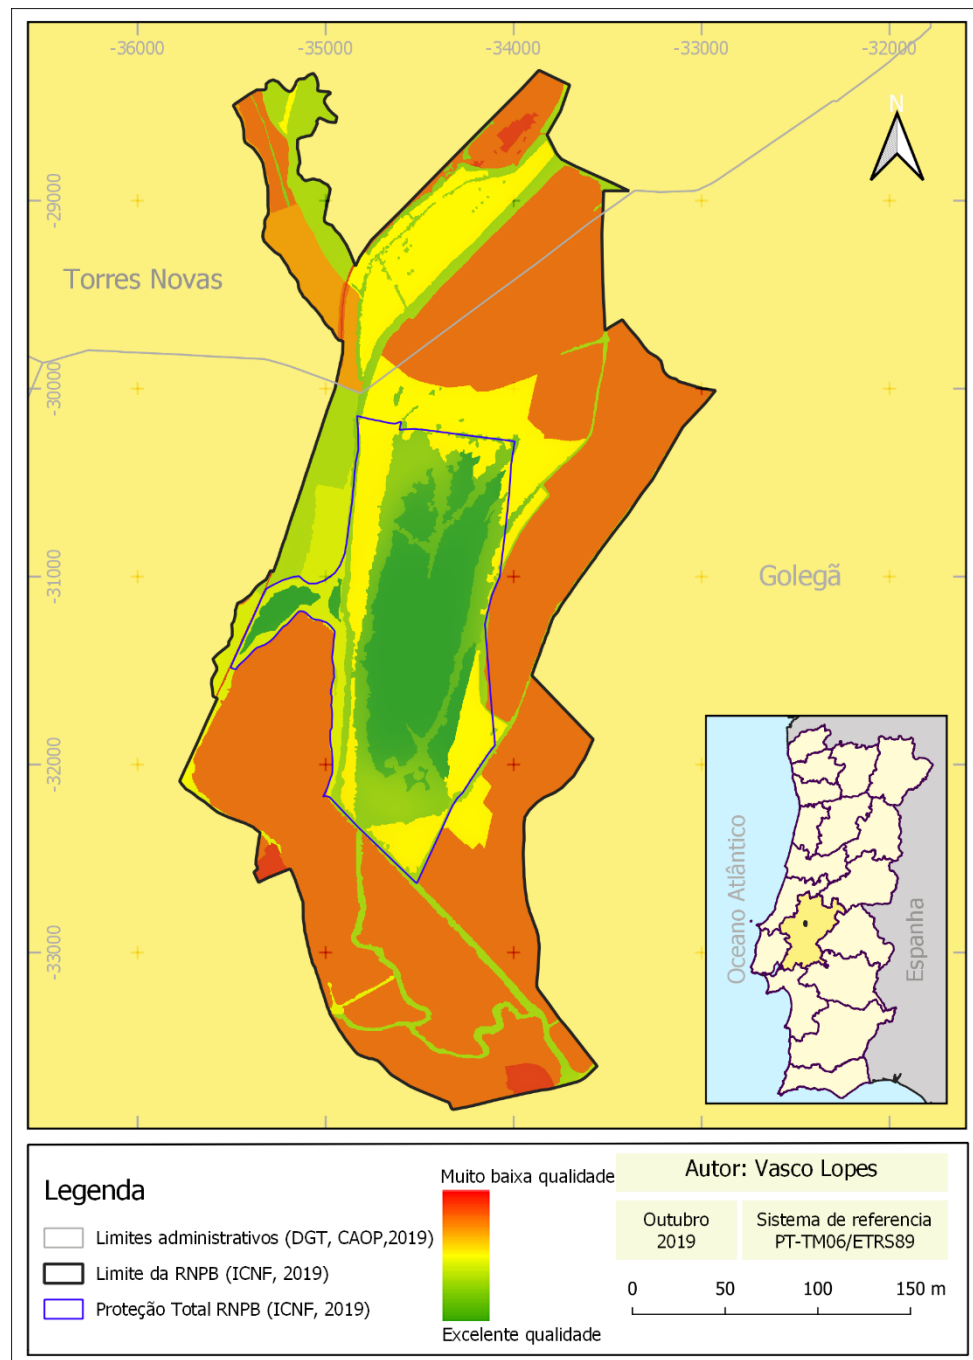 -36000
-35000
-34000
-33000
-32000
N
-29000
Torres Novas
-30000
-31000
Golegã
-32000
-33000
Oceano Atlântico
Espanha
Legenda
Limites administrativos (DGT, CAOP,2019)
Limite da RNPB (ICNF, 2019)
Proteção Total RNPB (ICNF, 2019)
Muito baixa qualidade
Excelente qualidade
Autor: Vasco Lopes
Outubro
2019
Sistema de referencia
PT-TM06/ETRS89
0 50 100 150 m